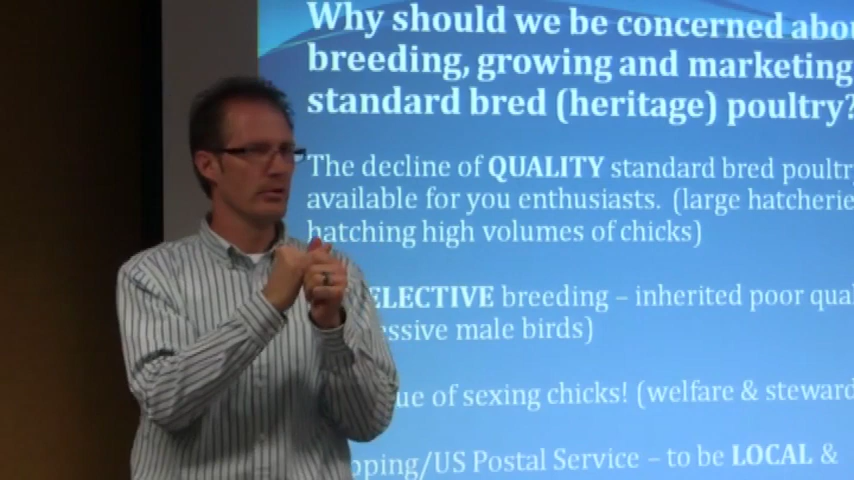 Why should we be concerned abou
breeding, growing and marketing
standard bred (heritage) poultry?
The decline of QUALITY standard bred poultry
available for you enthusiasts. (large hatcherie
hatching high volumes of chicks)
ELECTIVE breeding – inherited poor qual
essive male birds)
ue of sexing chicks! (welfare & steward
pping/US Postal Service – to be LOCAL &